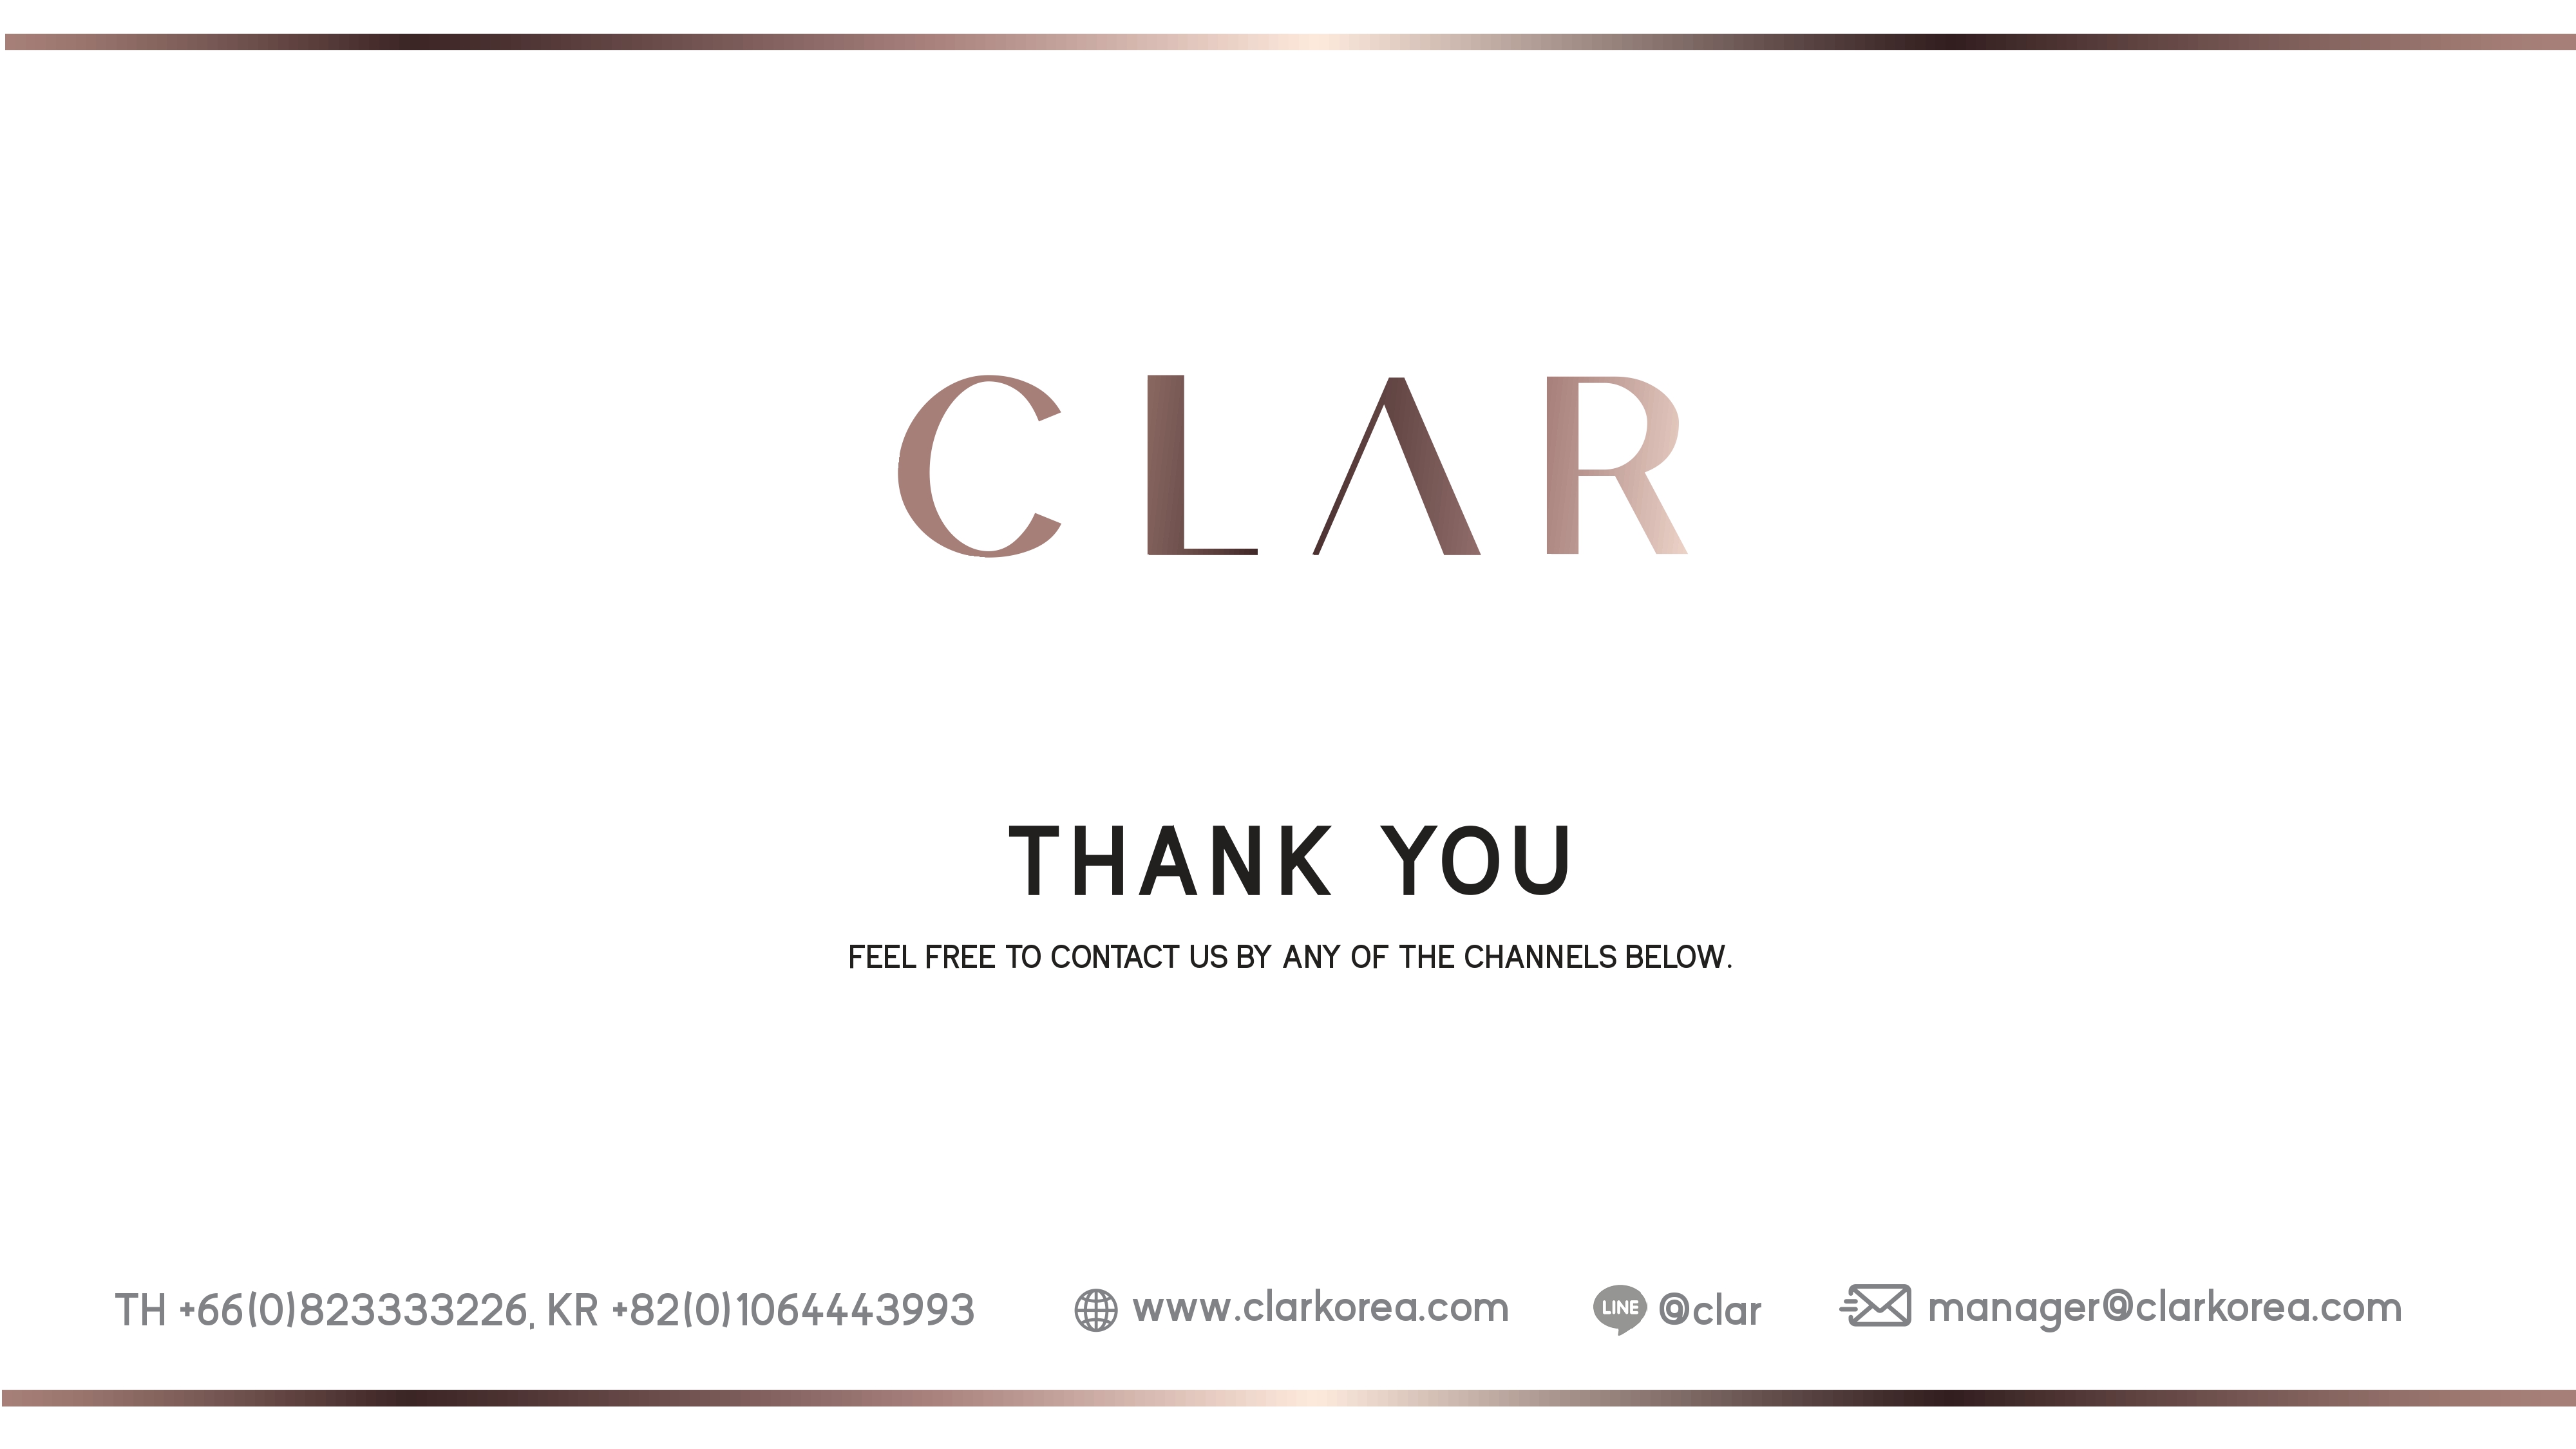 CLAR
THANK YOU
FEEL FREE TO CONTACT US BY ANY OF THE CHANNELS BELOW.
TH +66(0)823333226, KR +82(0)1064443993
www.clarkorea.com
LINE @clar
manager@clarkorea.com